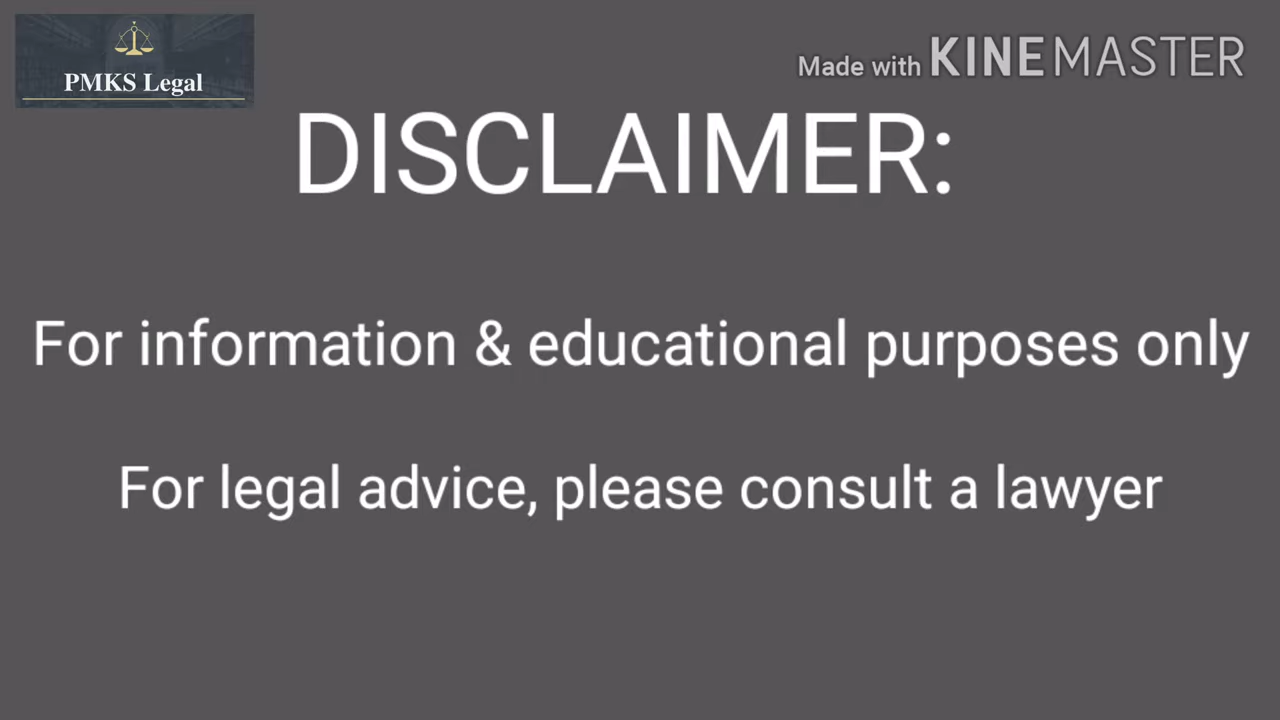 PMKS Legal
Made with KINEMASTER
DISCLAIMER:
For information & educational purposes only
For legal advice, please consult a lawyer